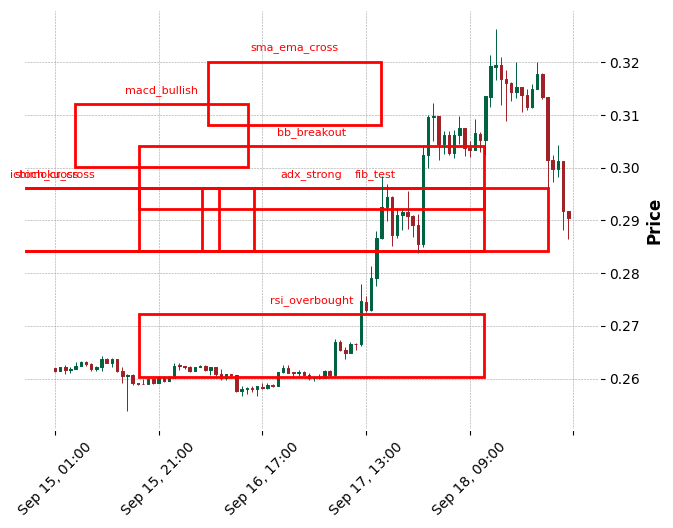 sma_ema_cross
macd_bullish
bb_breakout
adx_strong
fib_test
rsi_overbought
0.32
0.31
0.30
0.29
0.28
0.27
0.26
Price
Sep 15, 01:00
Sep 15, 21:00
Sep 16, 17:00
Sep 17, 13:00
Sep 18, 09:00